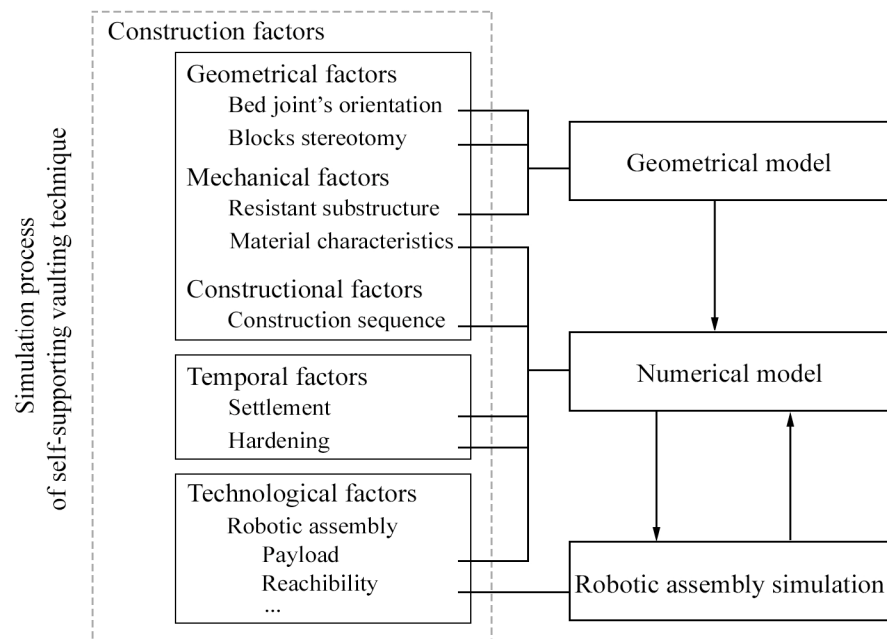 Simulation process
of self-supporting vaulting technique
Construction factors
Geometrical factors
Bed joint's orientation
Blocks stereotomy
Mechanical factors
Resistant substructure
Material characteristics
Constructional factors
Construction sequence
Temporal factors
Settlement
Hardening
Technological factors
Robotic assembly
Payload
Reachibility
...
Geometrical model
Numerical model
Robotic assembly simulation